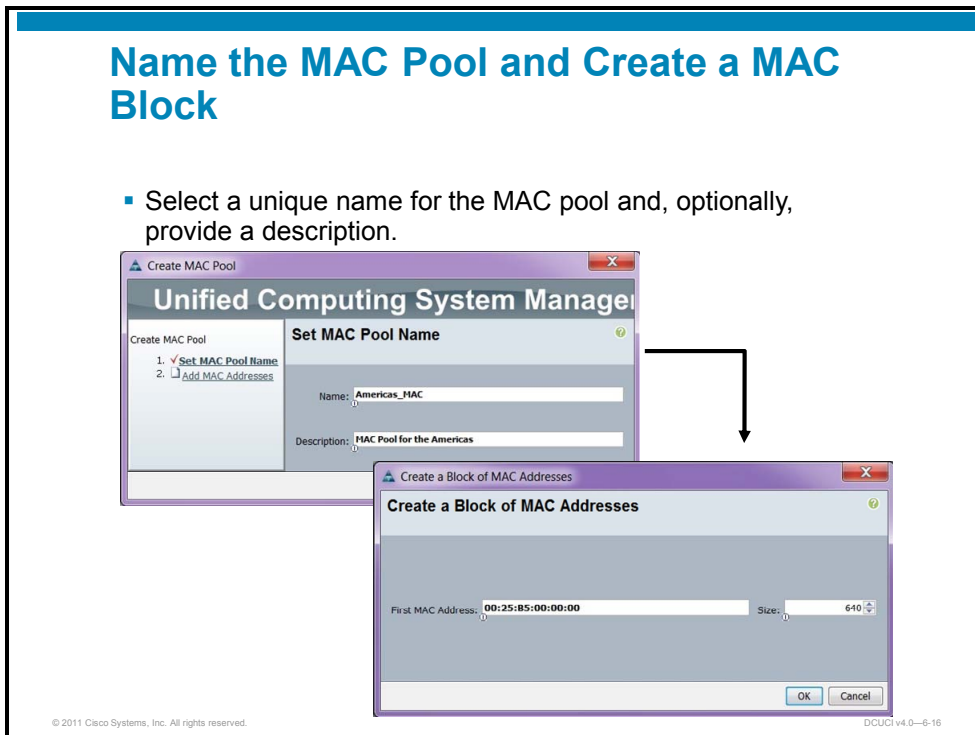 Name the MAC Pool and Create a MAC
Block
▪ Select a unique name for the MAC pool and, optionally,
provide a description.
Create MAC Pool
X
Unified Computing System Manager
Create MAC Pool
1. √Set MAC Pool Name
2. Add MAC Addresses
Set MAC Pool Name
?
Name: Americas_MAC
Description: MAC Pool for the Americas
Create a Block of MAC Addresses
X
Create a Block of MAC Addresses
?
First MAC Address: 00:25:B5:00:00:00 Size: 640
OK Cancel
© 2011 Cisco Systems, Inc. All rights reserved. DCUCI v4.0—6-16